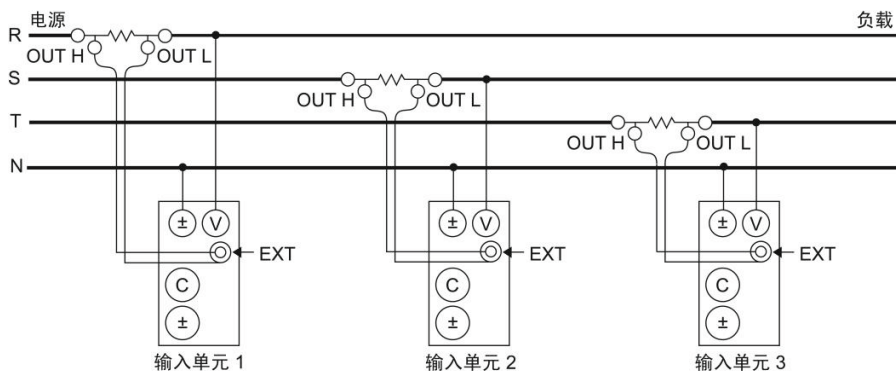 电源 负载
R
OUT H OUT L
S
OUT H OUT L
T
OUT H OUT L
N
± V ± V ± V
EXT EXT EXT
C C C
± ± ±
输入单元 1 输入单元 2 输入单元 3